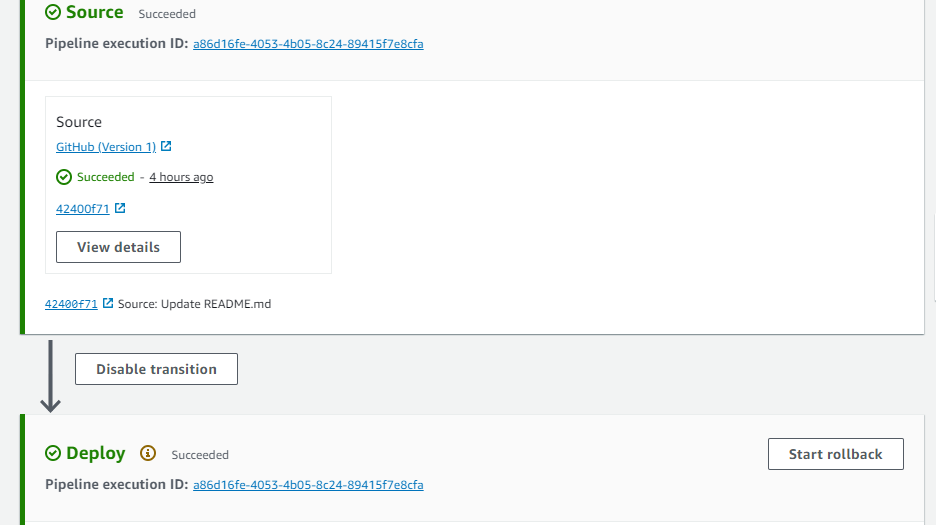 Source Succeeded
Pipeline execution ID: a86d16fe-4053-4b05-8c24-89415f7e8cfa
Source
GitHub (Version 1)
Succeeded - 4 hours ago
42400f71
View details
42400f71 Source: Update README.md
Disable transition
Deploy Succeeded
Start rollback
Pipeline execution ID: a86d16fe-4053-4b05-8c24-89415f7e8cfa